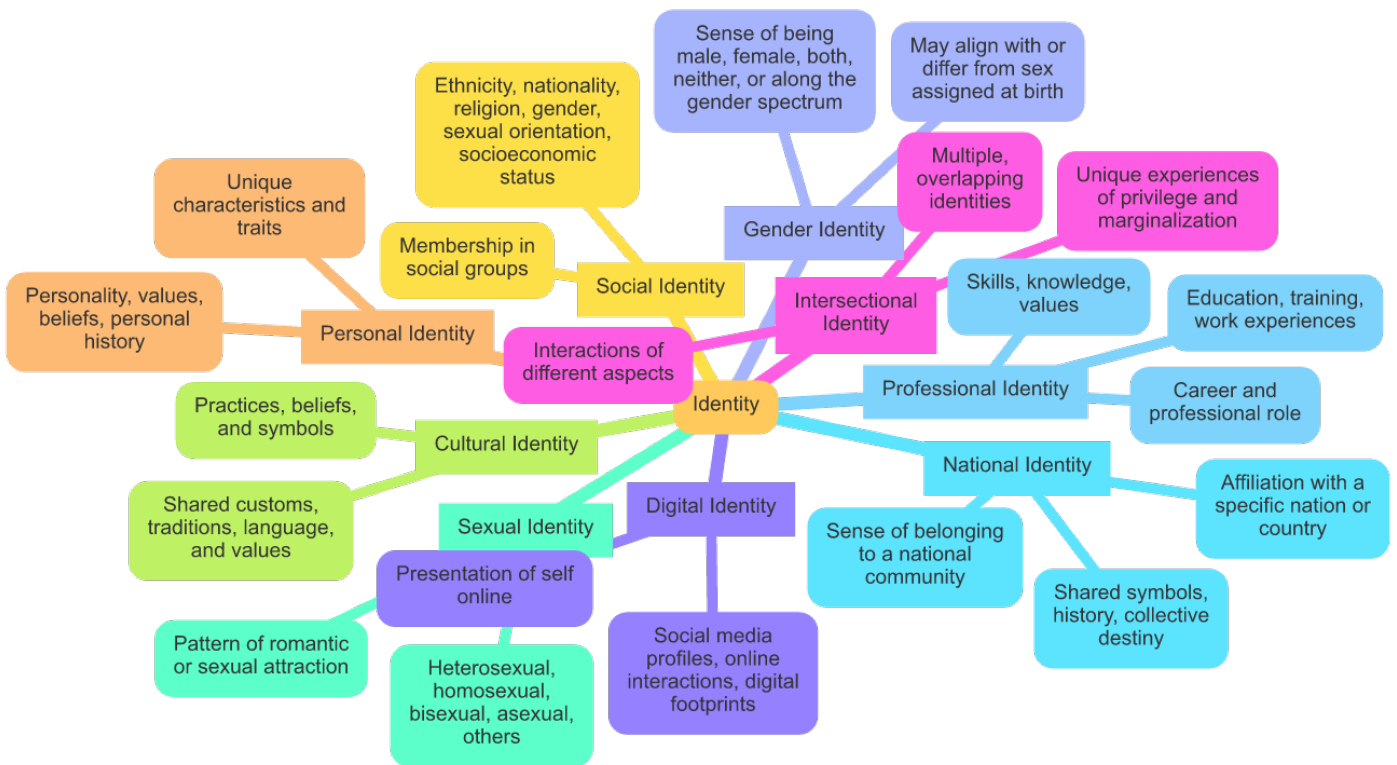 Sense of being
male, female, both,
neither, or along the
gender spectrum
May align with or
differ from sex
assigned at birth
Ethnicity, nationality,
religion, gender,
sexual orientation,
socioeconomic
status
Multiple,
overlapping
identities
Unique experiences
of privilege and
marginalization
Unique
characteristics and
traits
Gender Identity
Membership in
social groups
Social Identity
Intersectional
Identity
Skills, knowledge,
values
Education, training,
work experiences
Personality, values,
beliefs, personal
history
Personal Identity
Interactions of
different aspects
Identity
Professional Identity
Career and
professional role
Practices, beliefs,
and symbols
Cultural Identity
National Identity
Affiliation with a
specific nation or
country
Shared customs,
traditions, language,
and values
Sexual Identity
Digital Identity
Sense of belonging
to a national
community
Presentation of self
online
Shared symbols,
history, collective
destiny
Pattern of romantic
or sexual attraction
Heterosexual,
homosexual,
bisexual, asexual,
others
Social media
profiles, online
interactions, digital
footprints